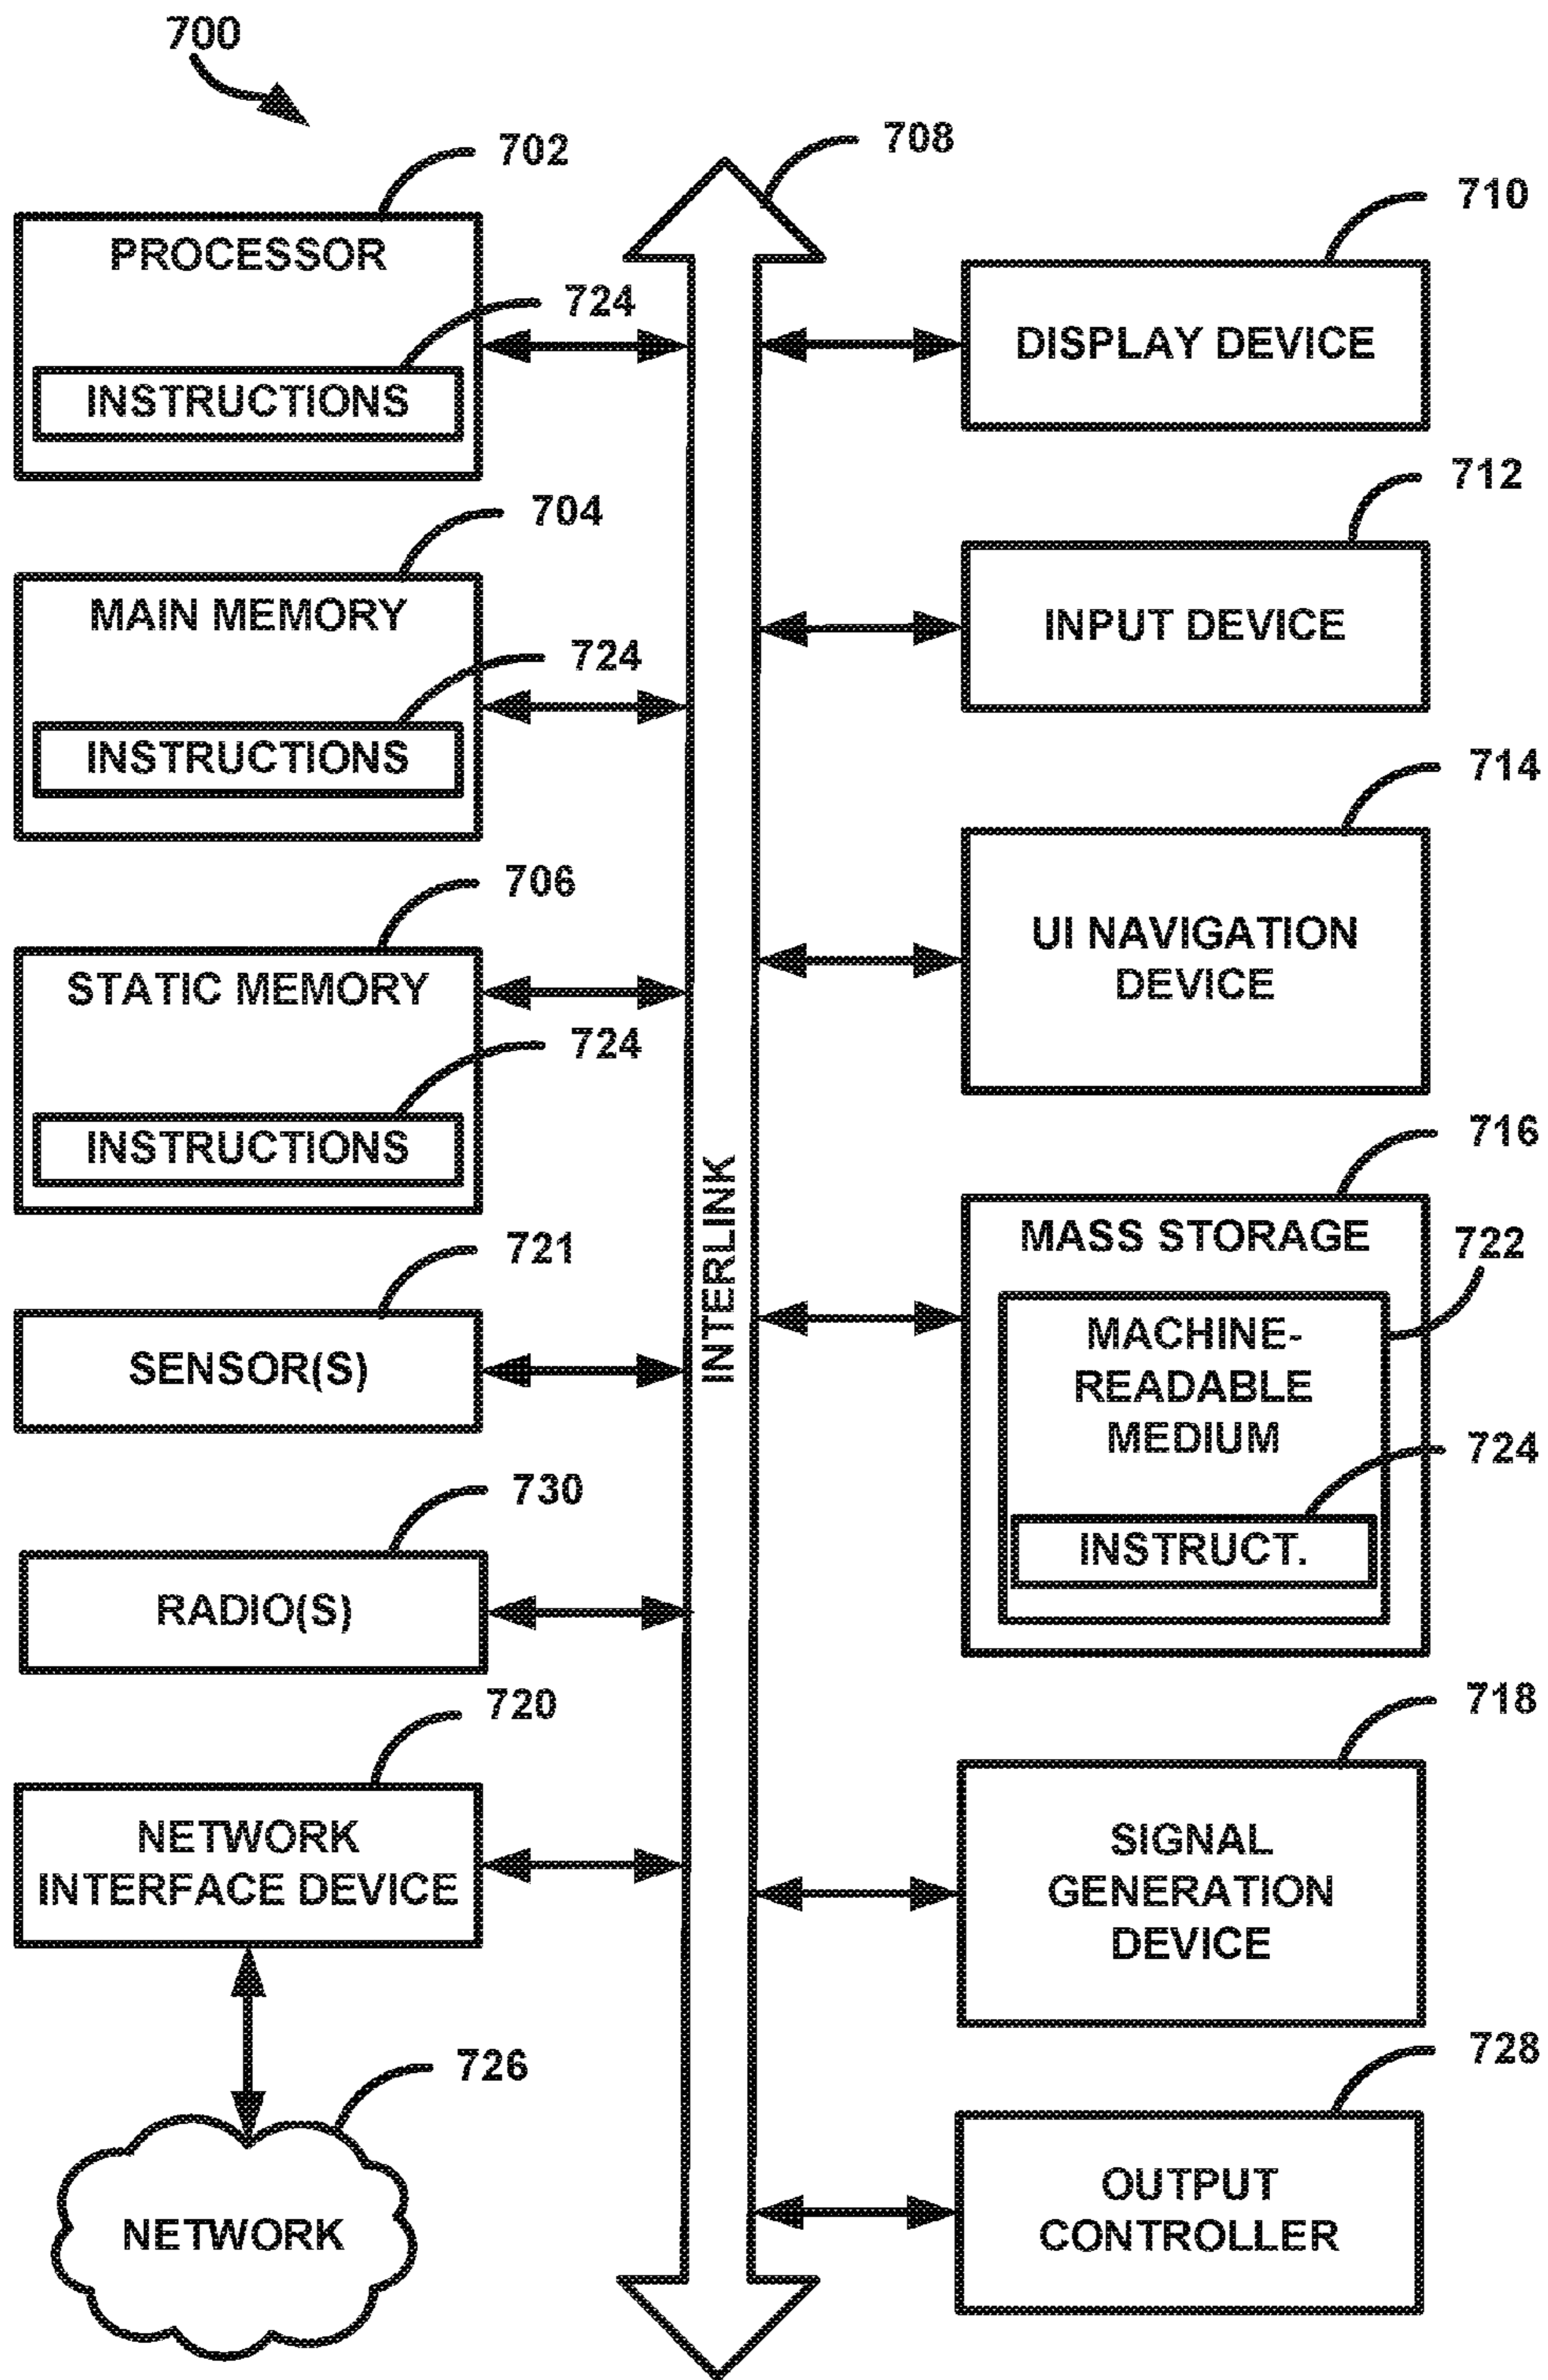 700
702
PROCESSOR
724
INSTRUCTIONS
704
MAIN MEMORY
724
INSTRUCTIONS
706
STATIC MEMORY
724
INSTRUCTIONS
721
SENSOR(S)
730
RADIO(S)
720
NETWORK
INTERFACE DEVICE
726
NETWORK
708
INTERLINK
710
DISPLAY DEVICE
712
INPUT DEVICE
714
UI NAVIGATION
DEVICE
716
MASS STORAGE
722
MACHINE-
READABLE
MEDIUM
724
INSTRUCT.
718
SIGNAL
GENERATION
DEVICE
728
OUTPUT
CONTROLLER